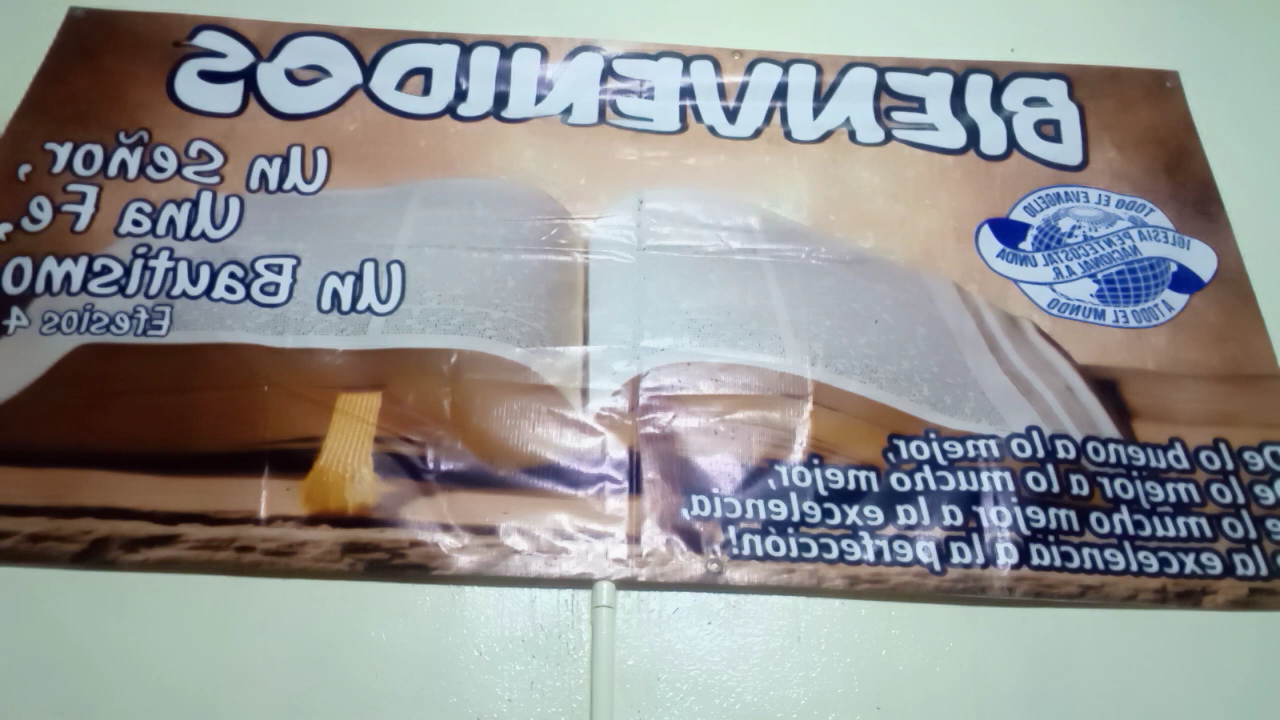 BIENVENIDOS
Un Señor,
Una Fe,
Un Bautismo
Efesios 4
TODO EL EVANGELIO
IGLESIA PENTECOSTAL UNIDA
NACIONAL A.R.
A TODO EL MUNDO
De lo bueno a lo mejor,
De lo mejor a lo mucho mejor,
De lo mucho mejor a la excelencia,
la excelencia a la perfección!